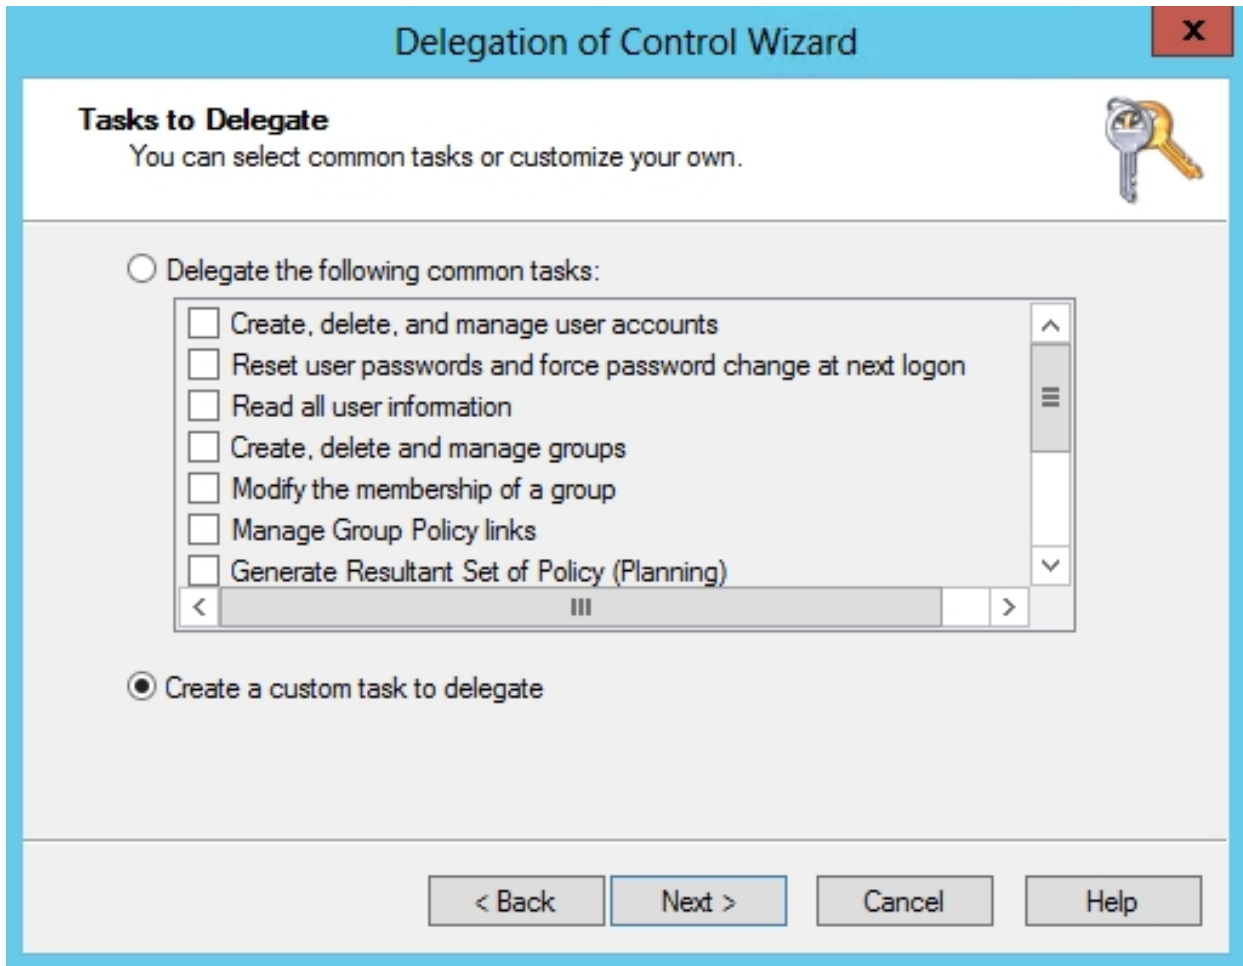 Delegation of Control Wizard
x
Tasks to Delegate
You can select common tasks or customize your own.
Delegate the following common tasks:
Create, delete, and manage user accounts
Reset user passwords and force password change at next logon
Read all user information
Create, delete and manage groups
Modify the membership of a group
Manage Group Policy links
Generate Resultant Set of Policy (Planning)
Create a custom task to delegate
< Back Next > Cancel Help